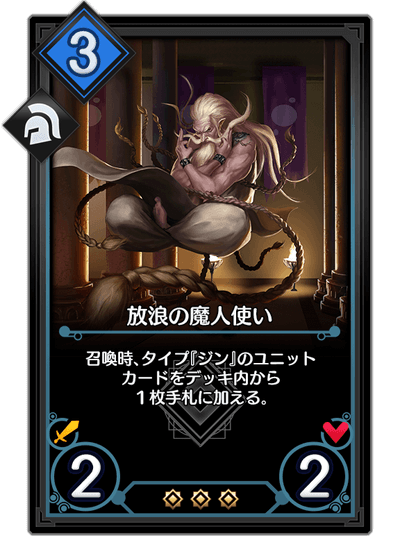 3
放浪の魔人使い
召喚時、タイプ『ジン』のユニット
カードをデッキ内から
1枚手札に加える。
2
2